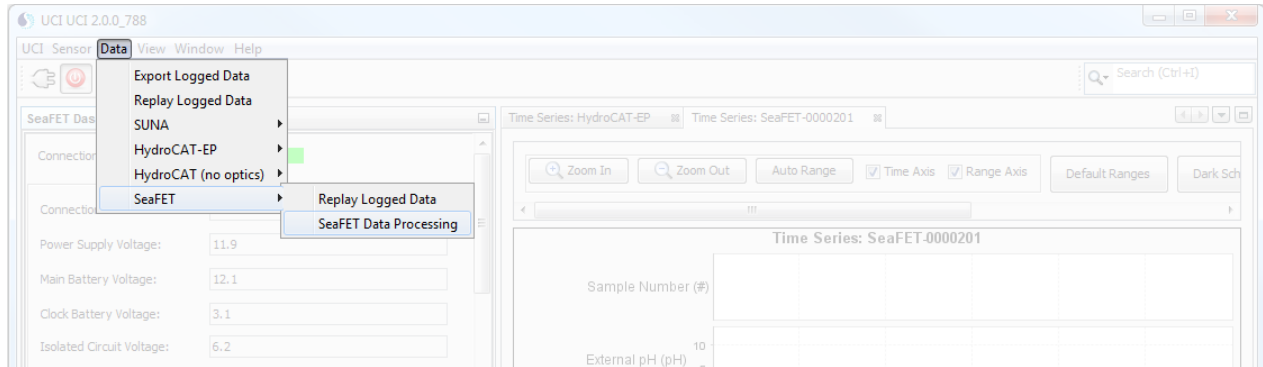 UCI UCI 2.0.0_788
UCI Sensor Data View Window Help
Search (Ctrl+I)
Export Logged Data
Replay Logged Data
SUNA
HydroCAT-EP
HydroCAT (no optics)
SeaFET
Replay Logged Data
SeaFET Data Processing
SeaFET Das
Connection
Connectio
Power Supply Voltage: 11.9
Main Battery Voltage: 12.1
Clock Battery Voltage: 3.1
Isolated Circuit Voltage: 6.2
Time Series: HydroCAT-EP Time Series: SeaFET-0000201
Zoom In Zoom Out Auto Range Time Axis Range Axis Default Ranges Dark Sch
Time Series: SeaFET-0000201
Sample Number (#)
10
External pH (pH)